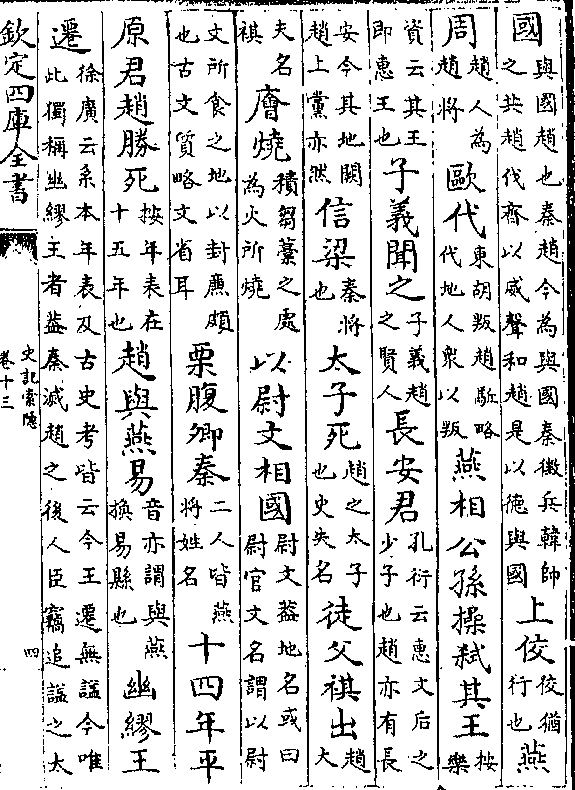 國與國趙也秦趙今為與國秦徴兵韓帥之共趙伐齊以威聲和趙是以徳與國上佼佼猶行也燕
周趙人為趙將歐代東胡叛趙驅略代地人衆以叛燕相公孫操弑其王按樂
資云其王即惠王也子義聞之子義趙之賢人長安君孔衍云惠文后之少子也趙亦有長
安今其地闕趙上黨亦然信梁秦將也太子死趙之太子也史失名徒父祺出趙大
夫名祺廥燒積芻藁之處為火所燒以尉文相國尉文葢地名或曰尉官文名謂以尉
文所食之地以封廉頗也古文質略文省耳栗腹卿秦二人皆燕將姓名十四年平
原君趙勝死按年表在十五年也趙與燕易音亦謂與燕換易縣也幽繆王
遷徐廣云系本年表及古史考皆云今王遷無諡今唯此獨稱幽繆王者葢秦滅趙之後人臣竊追諡之太
欽定四庫全書
史記索隱
卷十三
四